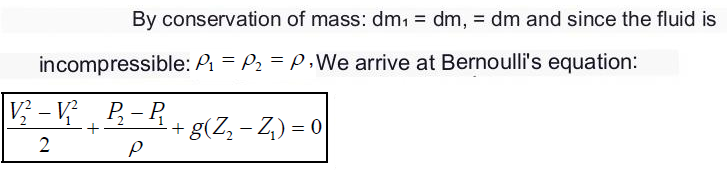 By conservation of mass: dm₁ = dm, = dm and since the fluid is
incompressible: ρ₁ = ρ₂ = ρ ,We arrive at Bernoulli's equation:
(V₂² − V₁²)/2 + (P₂ − P₁)/ρ + g(Z₂ − Z₁) = 0